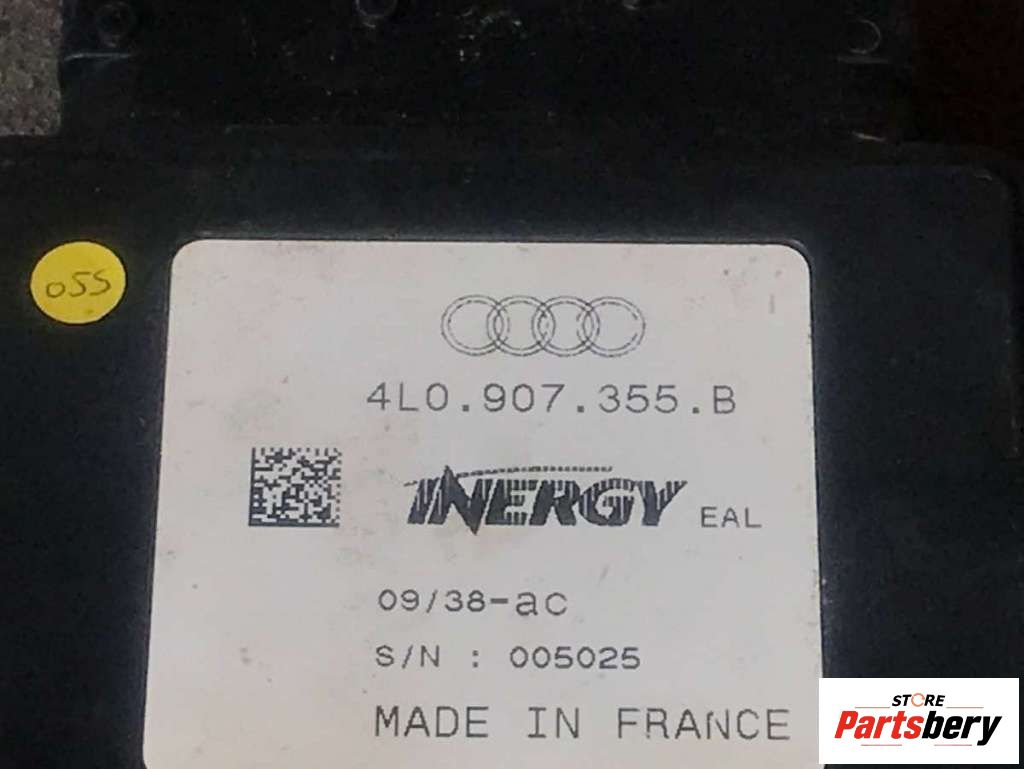 055
4L0.907.355.B
INERGY EAL
09/38-ac
S/N : 005025
MADE IN FRANCE
STORE
Partsbery